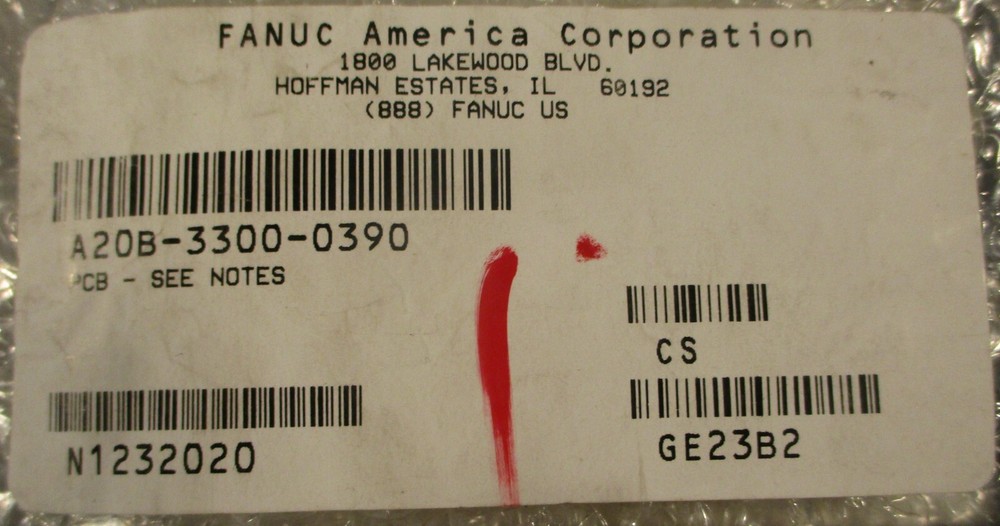 FANUC America Corporation
1800 LAKEWOOD BLVD.
HOFFMAN ESTATES, IL 60192
(888) FANUC US
A20B-3300-0390
PCB - SEE NOTES
CS
N1232020
GE23B2